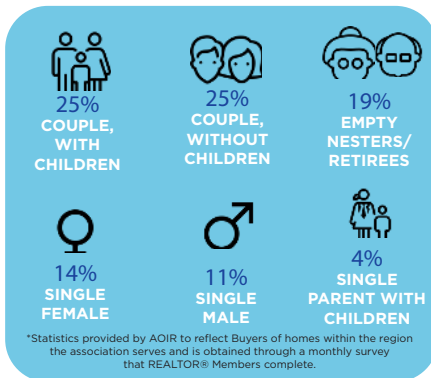 25%
COUPLE,
WITH
CHILDREN
25%
COUPLE,
WITHOUT
CHILDREN
19%
EMPTY
NESTERS/
RETIREES
14%
SINGLE
FEMALE
11%
SINGLE
MALE
4%
SINGLE
PARENT WITH
CHILDREN
*Statistics provided by AOIR to reflect Buyers of homes within the region
the association serves and is obtained through a monthly survey
that REALTOR® Members complete.